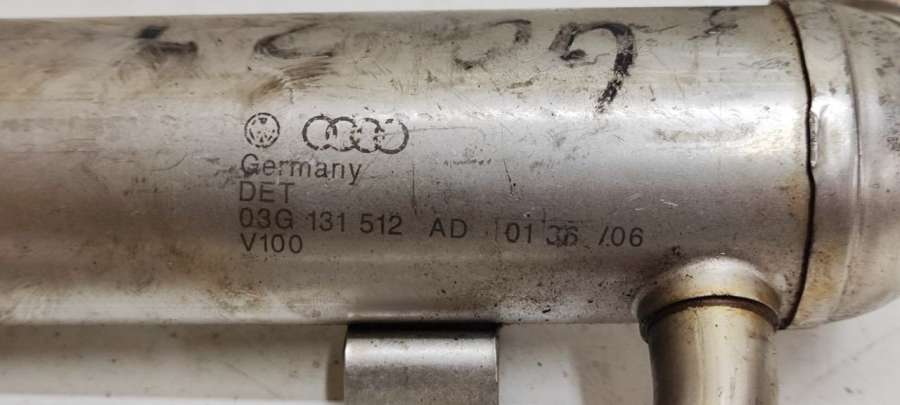 Germany
DET
03G 131 512 AD 01 36 /06
V100